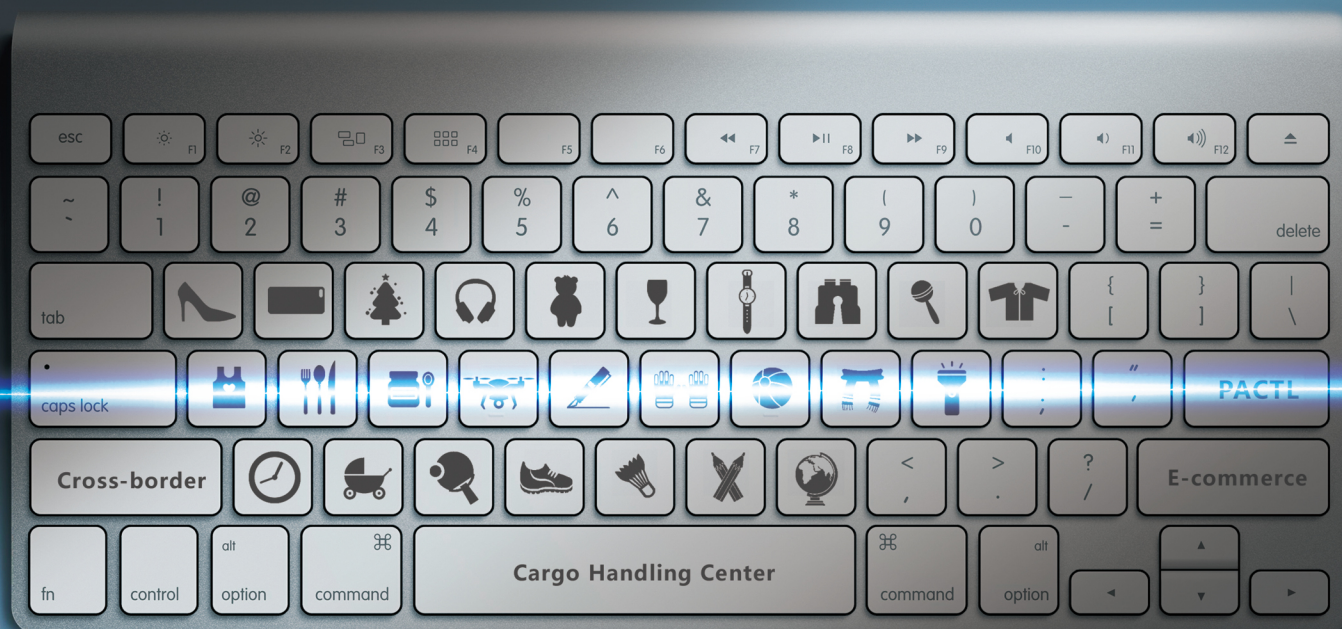 esc F1 F2 F3 F4 F5 F6 F7 F8 F9 F10 F11 F12
~ ! @ # $ % ^ & * ( ) — +
` 1 2 3 4 5 6 7 8 9 0 - = delete
{ } |
tab [ ] \
: "
caps lock ; , PACTL
< > ?
Cross-border , . / E-commerce
alt ⌘ ⌘ alt
fn control option command Cargo Handling Center command option